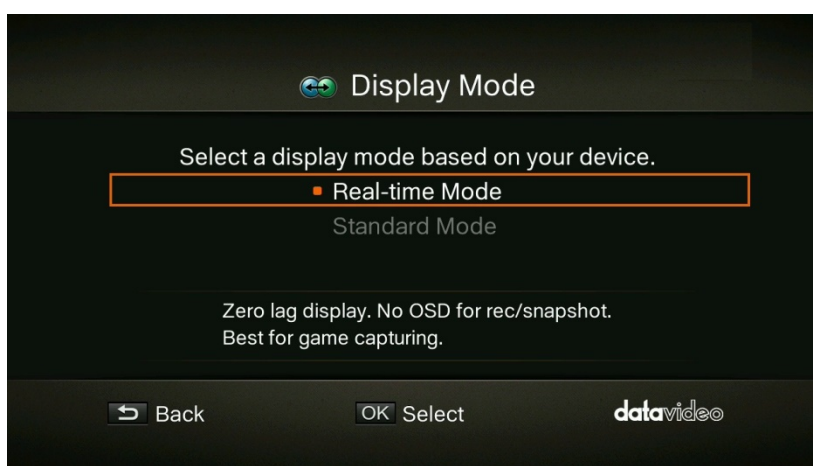 Display Mode
Select a display mode based on your device.
Real-time Mode
Standard Mode
Zero lag display. No OSD for rec/snapshot.
Best for game capturing.
Back
OK Select
datavideo